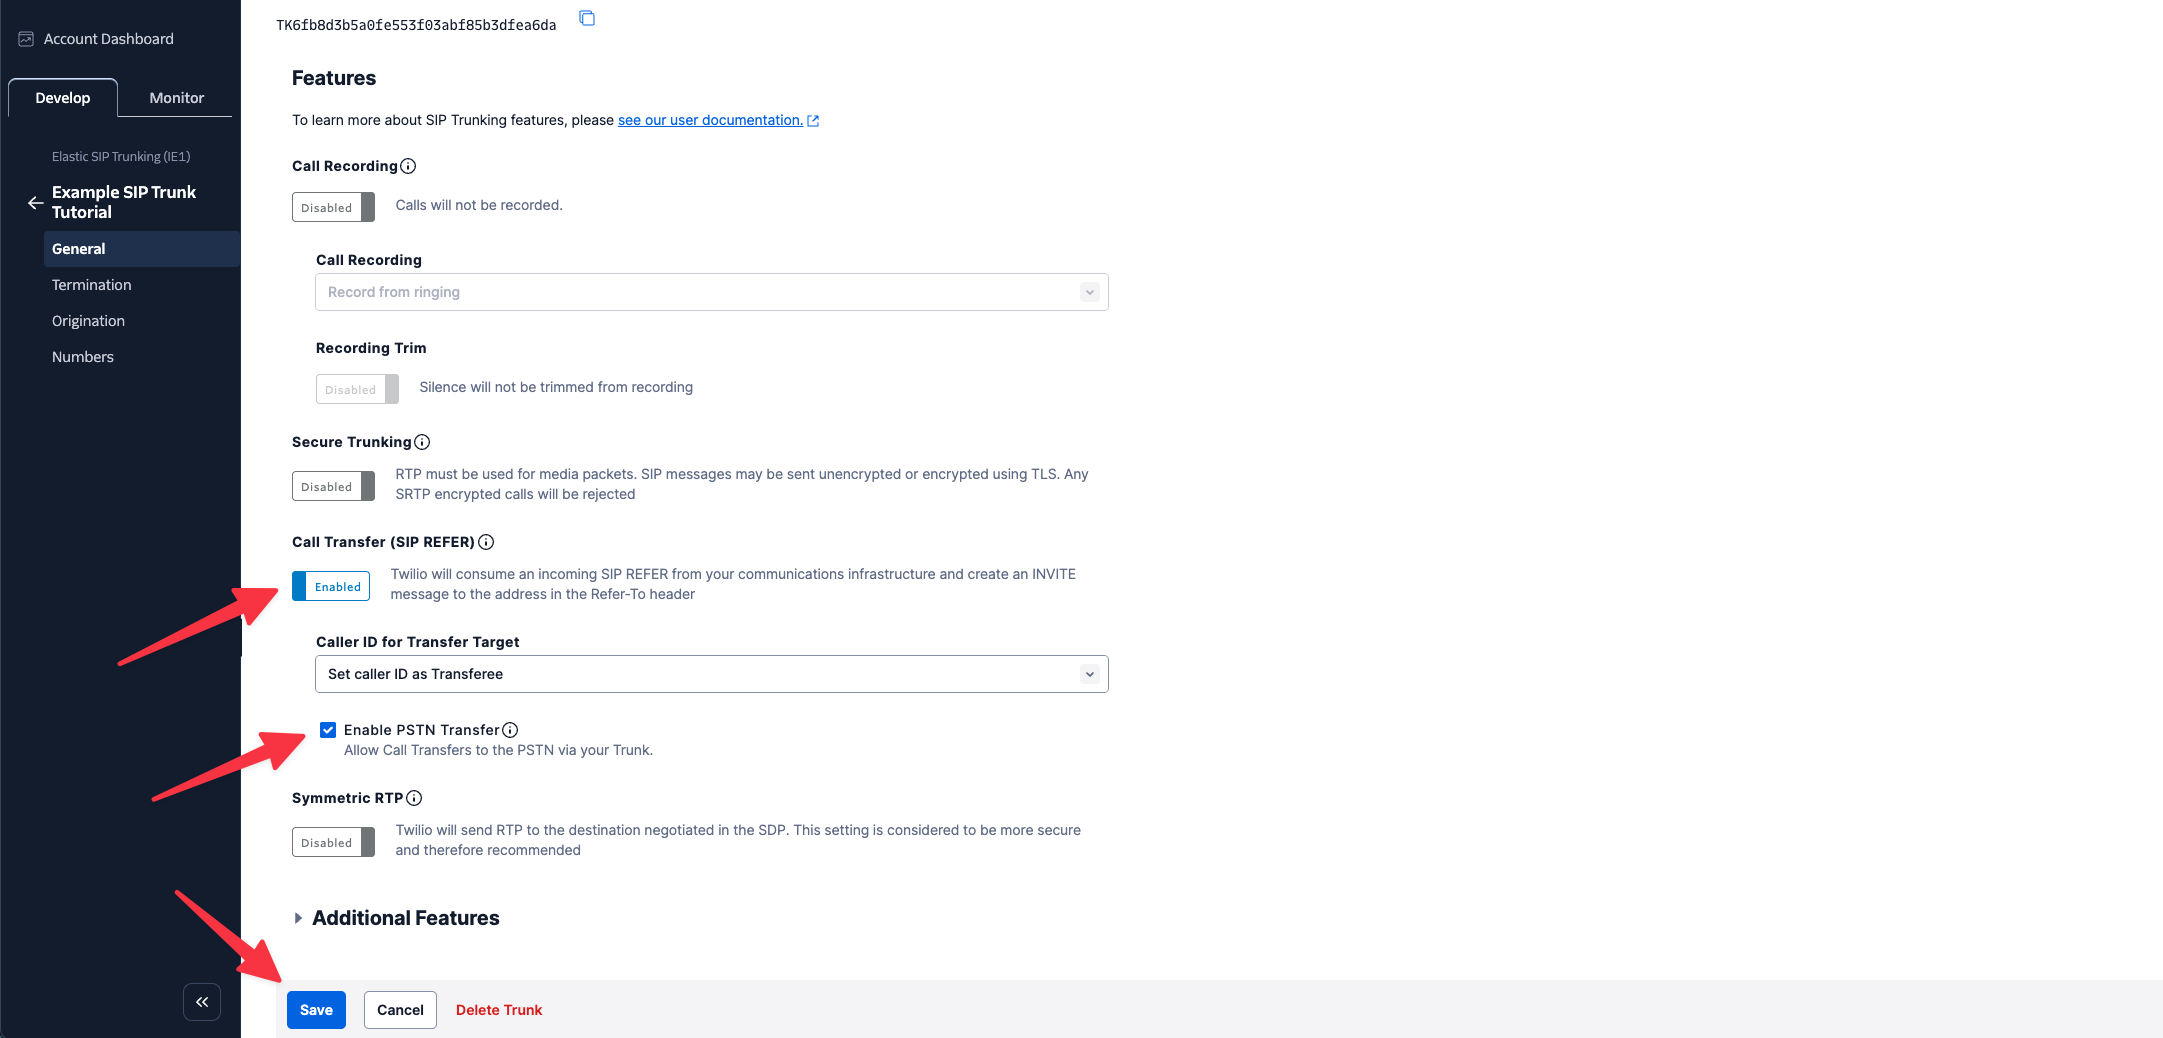 Account Dashboard
Develop
Monitor
Elastic SIP Trunking (IE1)
Example SIP Trunk
Tutorial
General
Termination
Origination
Numbers
TK6fb8d3b5a0fe553f03abf85b3dfea6da
Features
To learn more about SIP Trunking features, please see our user documentation.
Call Recording
Disabled
Calls will not be recorded.
Call Recording
Record from ringing
Recording Trim
Disabled
Silence will not be trimmed from recording
Secure Trunking
Disabled
RTP must be used for media packets. SIP messages may be sent unencrypted or encrypted using TLS. Any
SRTP encrypted calls will be rejected
Call Transfer (SIP REFER)
Enabled
Twilio will consume an incoming SIP REFER from your communications infrastructure and create an INVITE
message to the address in the Refer-To header
Caller ID for Transfer Target
Set caller ID as Transferee
Enable PSTN Transfer
Allow Call Transfers to the PSTN via your Trunk.
Symmetric RTP
Disabled
Twilio will send RTP to the destination negotiated in the SDP. This setting is considered to be more secure
and therefore recommended
Additional Features
Save
Cancel
Delete Trunk